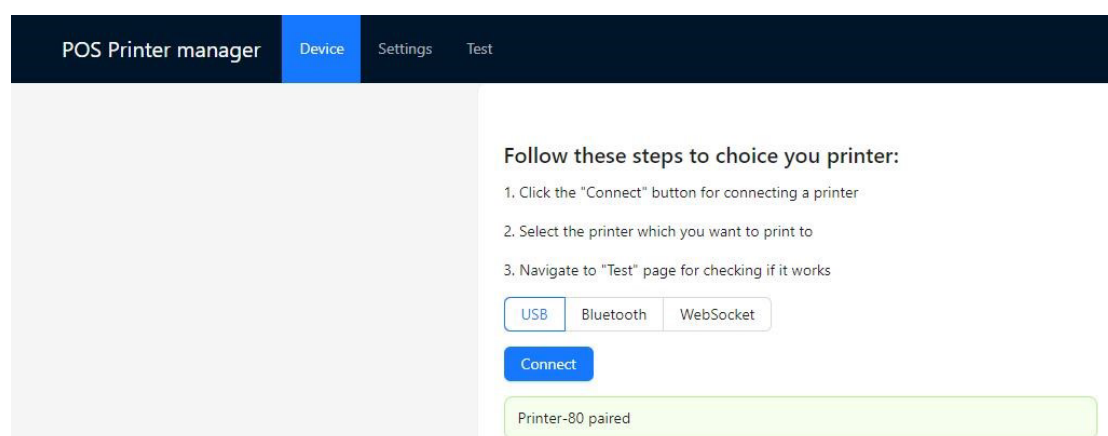 POS Printer manager Device Settings Test
Follow these steps to choice you printer:
1. Click the "Connect" button for connecting a printer
2. Select the printer which you want to print to
3. Navigate to "Test" page for checking if it works
USB Bluetooth WebSocket
Connect
Printer-80 paired